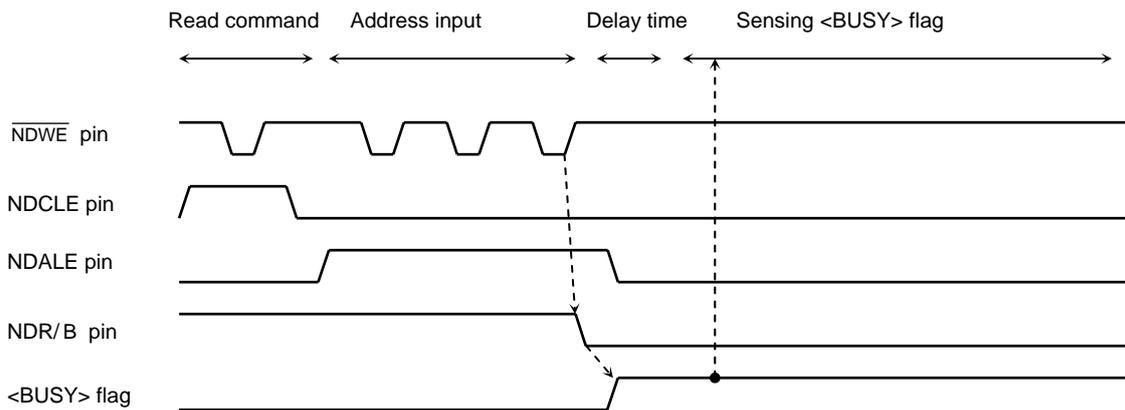 Read command Address input Delay time Sensing <BUSY> flag
NDWE pin
NDCLE pin
NDALE pin
NDR/ B pin
<BUSY> flag